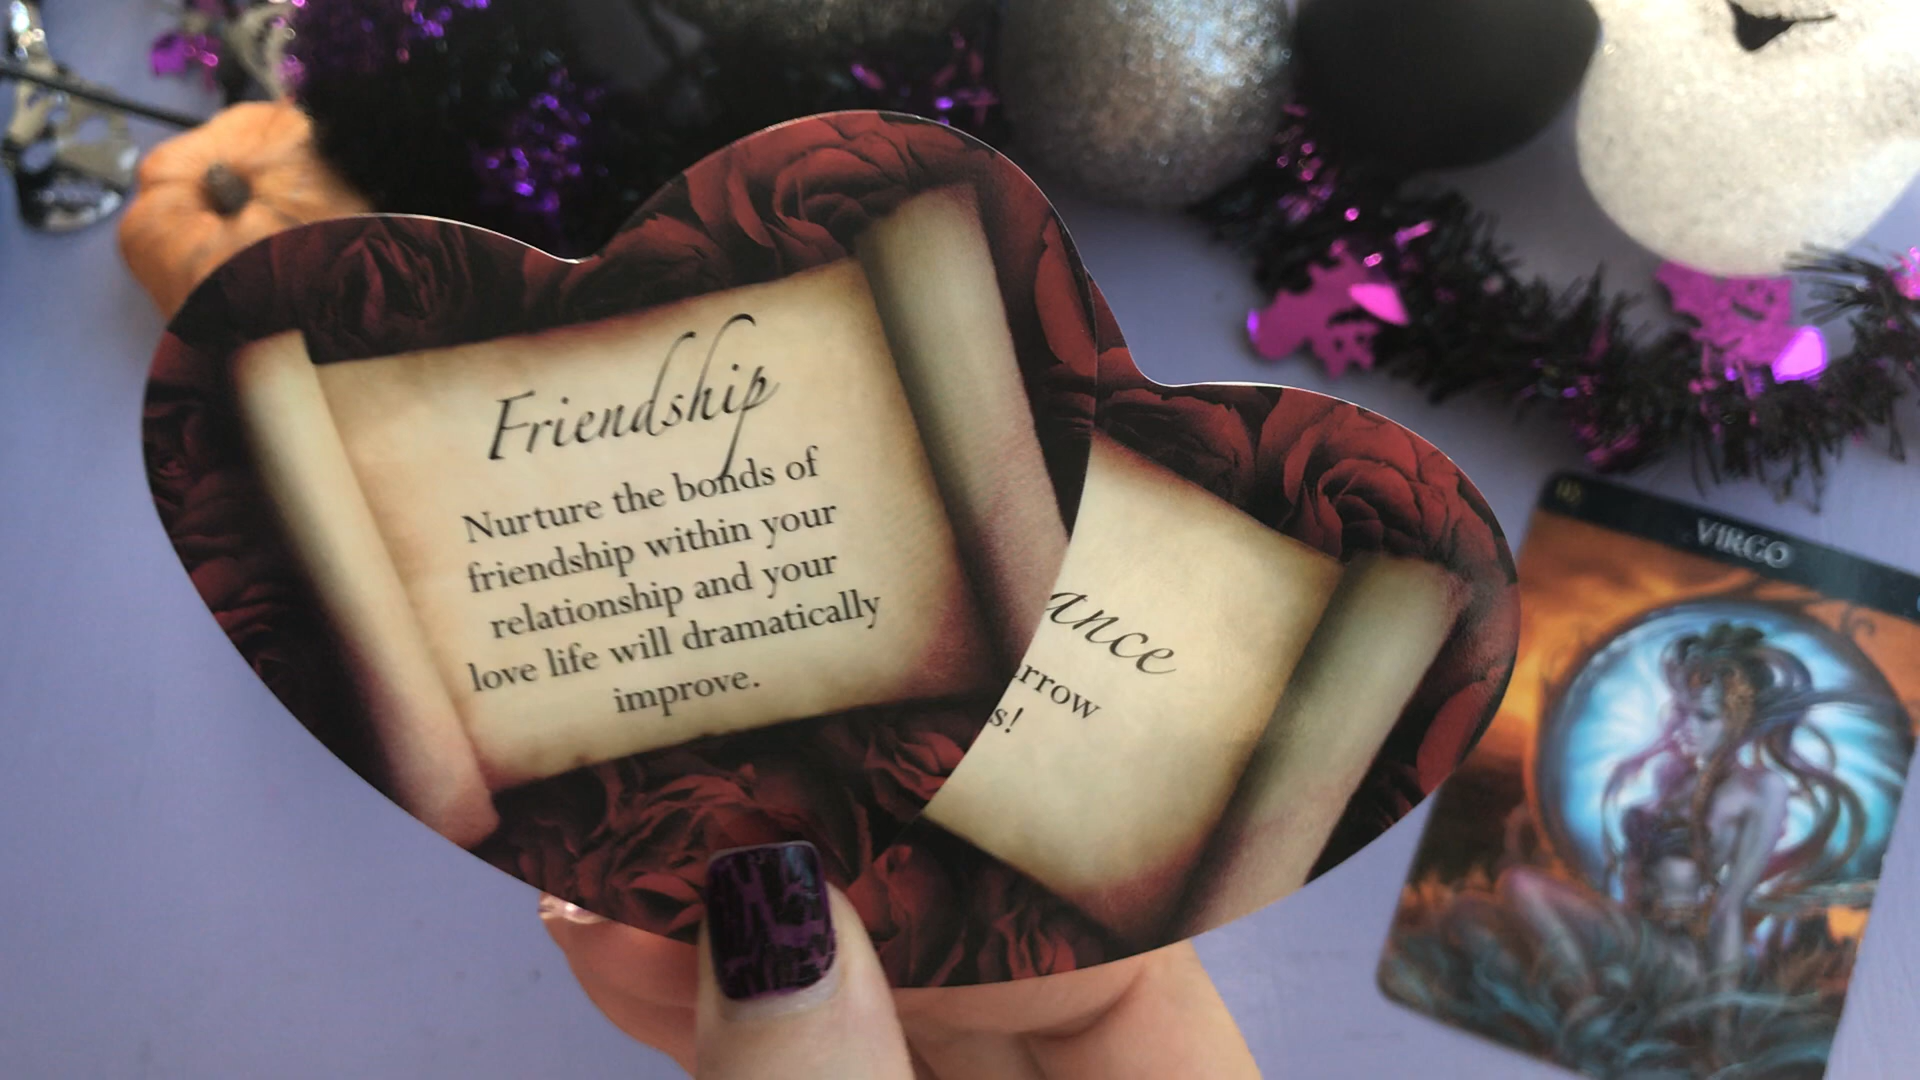 Friendship
Nurture the bonds of
friendship within your
relationship and your
love life will dramatically
improve.
ance
rrow
s!
VIRGO